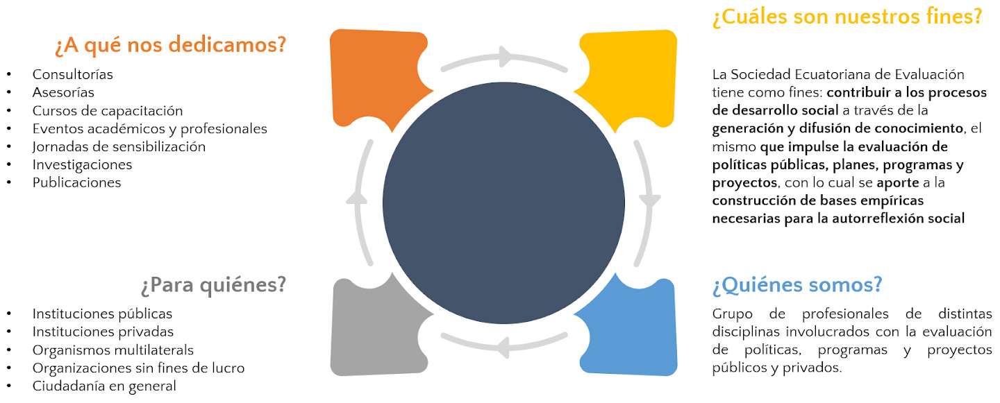 ¿A qué nos dedicamos?
• Consultorías
• Asesorías
• Cursos de capacitación
• Eventos académicos y profesionales
• Jornadas de sensibilización
• Investigaciones
• Publicaciones
¿Cuáles son nuestros fines?
La Sociedad Ecuatoriana de Evaluación
tiene como fines: contribuir a los procesos
de desarrollo social a través de la
generación y difusión de conocimiento, el
mismo que impulse la evaluación de
políticas públicas, planes, programas y
proyectos, con lo cual se aporte a la
construcción de bases empíricas
necesarias para la autorreflexión social
¿Para quiénes?
• Instituciones públicas
• Instituciones privadas
• Organismos multilaterals
• Organizaciones sin fines de lucro
• Ciudadanía en general
¿Quiénes somos?
Grupo de profesionales de distintas
disciplinas involucrados con la evaluación
de políticas, programas y proyectos
públicos y privados.